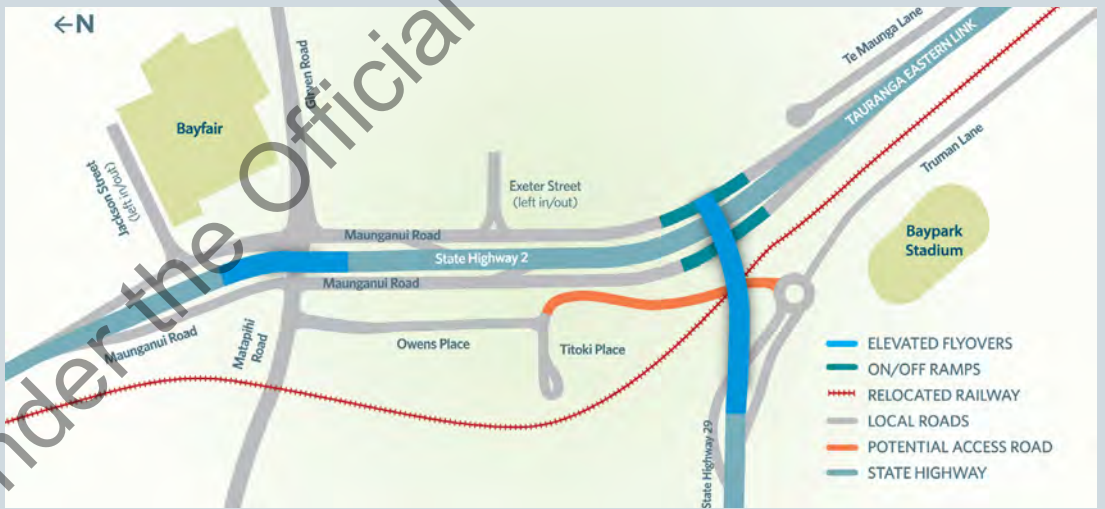 ←N
Bayfair
Girven Road
Jackson Street
(left in/out)
Exeter Street
(left in/out)
Te Maunga Lane
TAURANGA EASTERN LINK
Truman Lane
Baypark
Stadium
Maunganui Road
State Highway 2
Maunganui Road
Maunganui Road
Matapihi
Road
Owens Place
Titoki Place
State Highway 29
ELEVATED FLYOVERS
ON/OFF RAMPS
RELOCATED RAILWAY
LOCAL ROADS
POTENTIAL ACCESS ROAD
STATE HIGHWAY
nder the Official